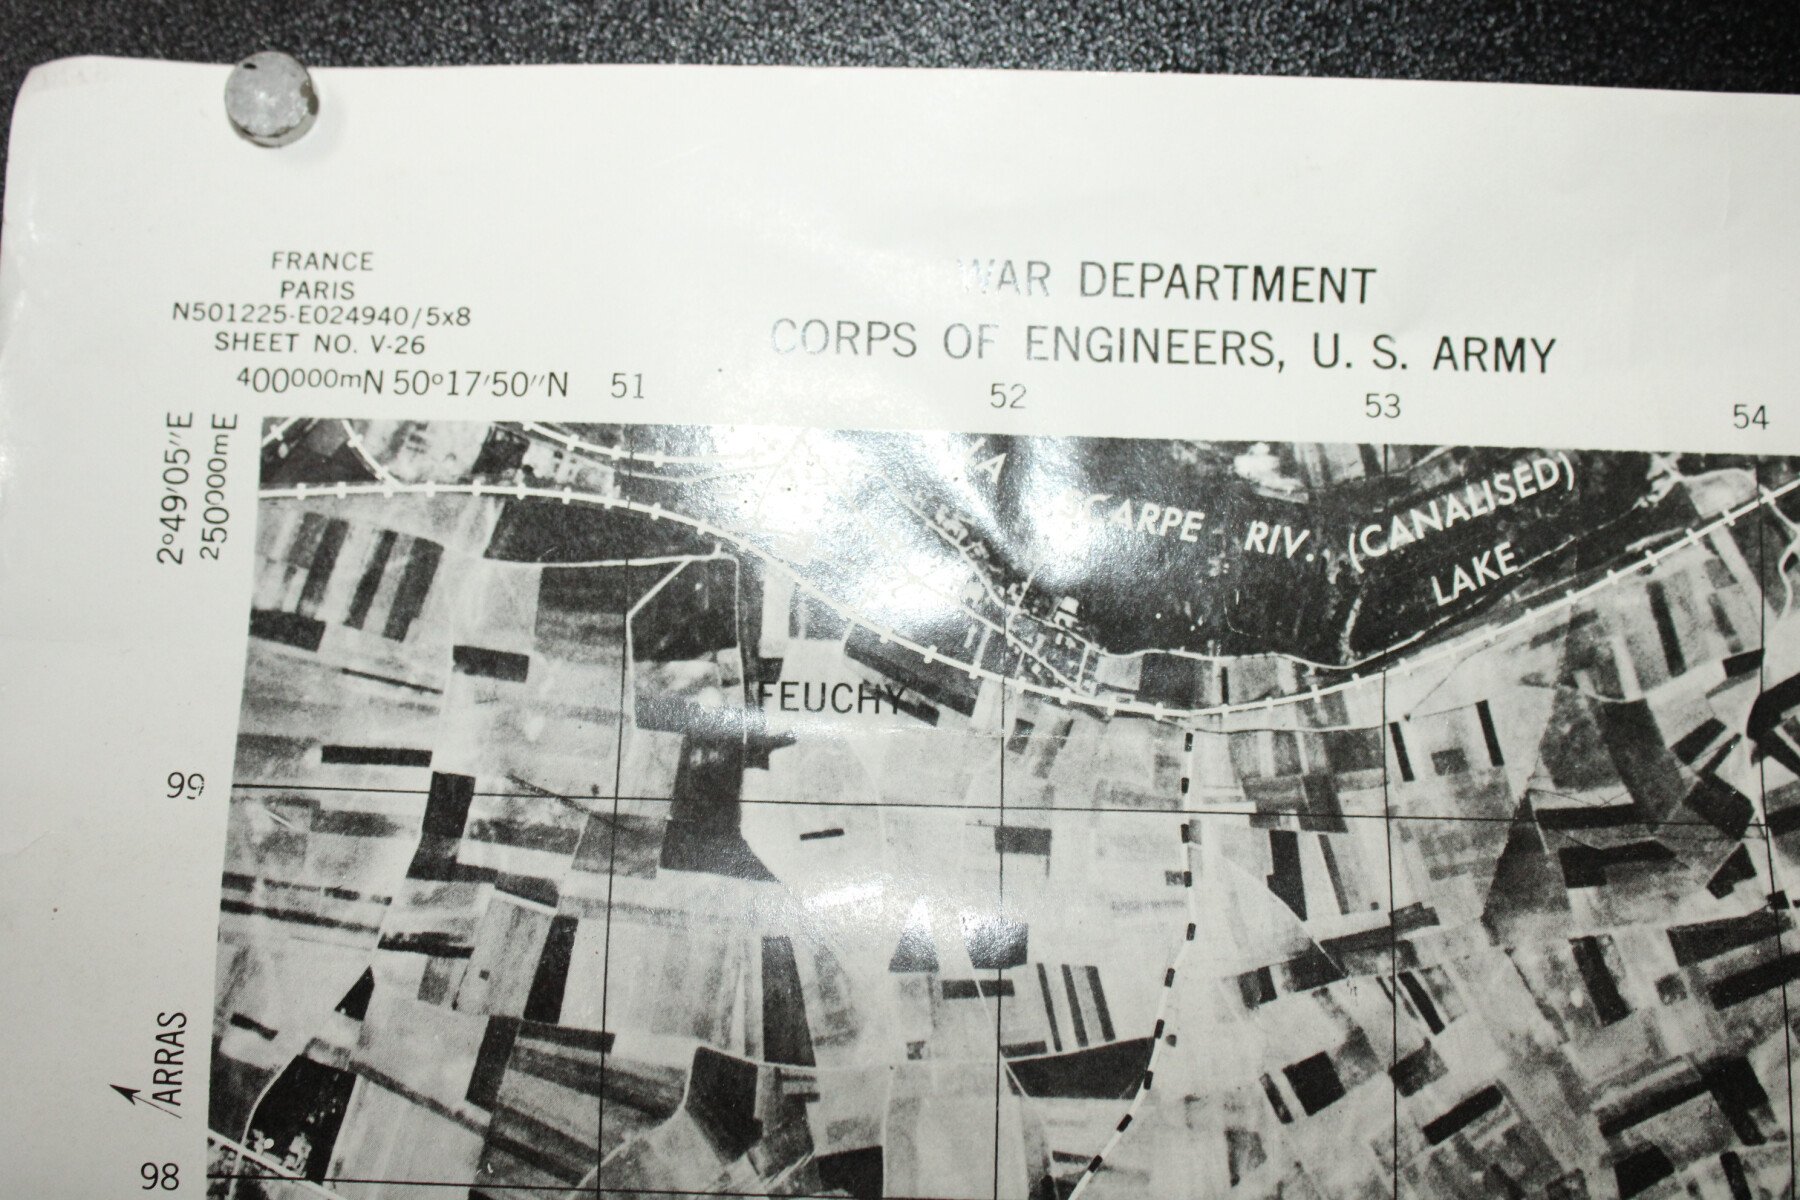 FRANCE
PARIS
N501225-E024940/5x8
SHEET NO. V-26
WAR DEPARTMENT
CORPS OF ENGINEERS, U. S. ARMY
400000mN 50°17'50"N 51 52 53 54
2°49'05"E
250000mE
SCARPE RIV. (CANALISED)
LAKE
FEUCHY
99
ARRAS
98